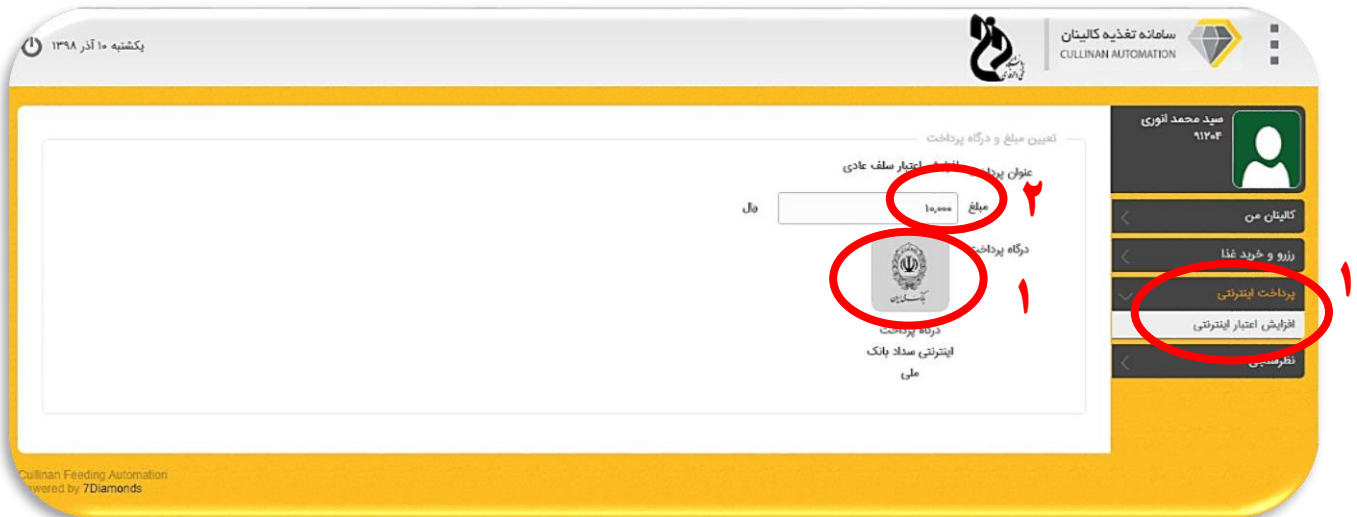 سامانه تغذیه کالینان
CULLINAN AUTOMATION
یکشنبه ۱۰ آذر ۱۳۹۸
سید محمد انوری
۹۱۲۰۴
کالینان من
رزرو و خرید غذا
پرداخت اینترنتی
افزایش اعتبار اینترنتی
نظرسنجی
۱
تعیین مبلغ و درگاه پرداخت
عنوان پرداخت افزایش اعتبار سلف عادی
مبلغ ۱۰,۰۰۰ ریال
۲
درگاه پرداخت
۱
درگاه پرداخت
اینترنتی سداد بانک
ملی
Cullinan Feeding Automation
Powered by 7Diamonds